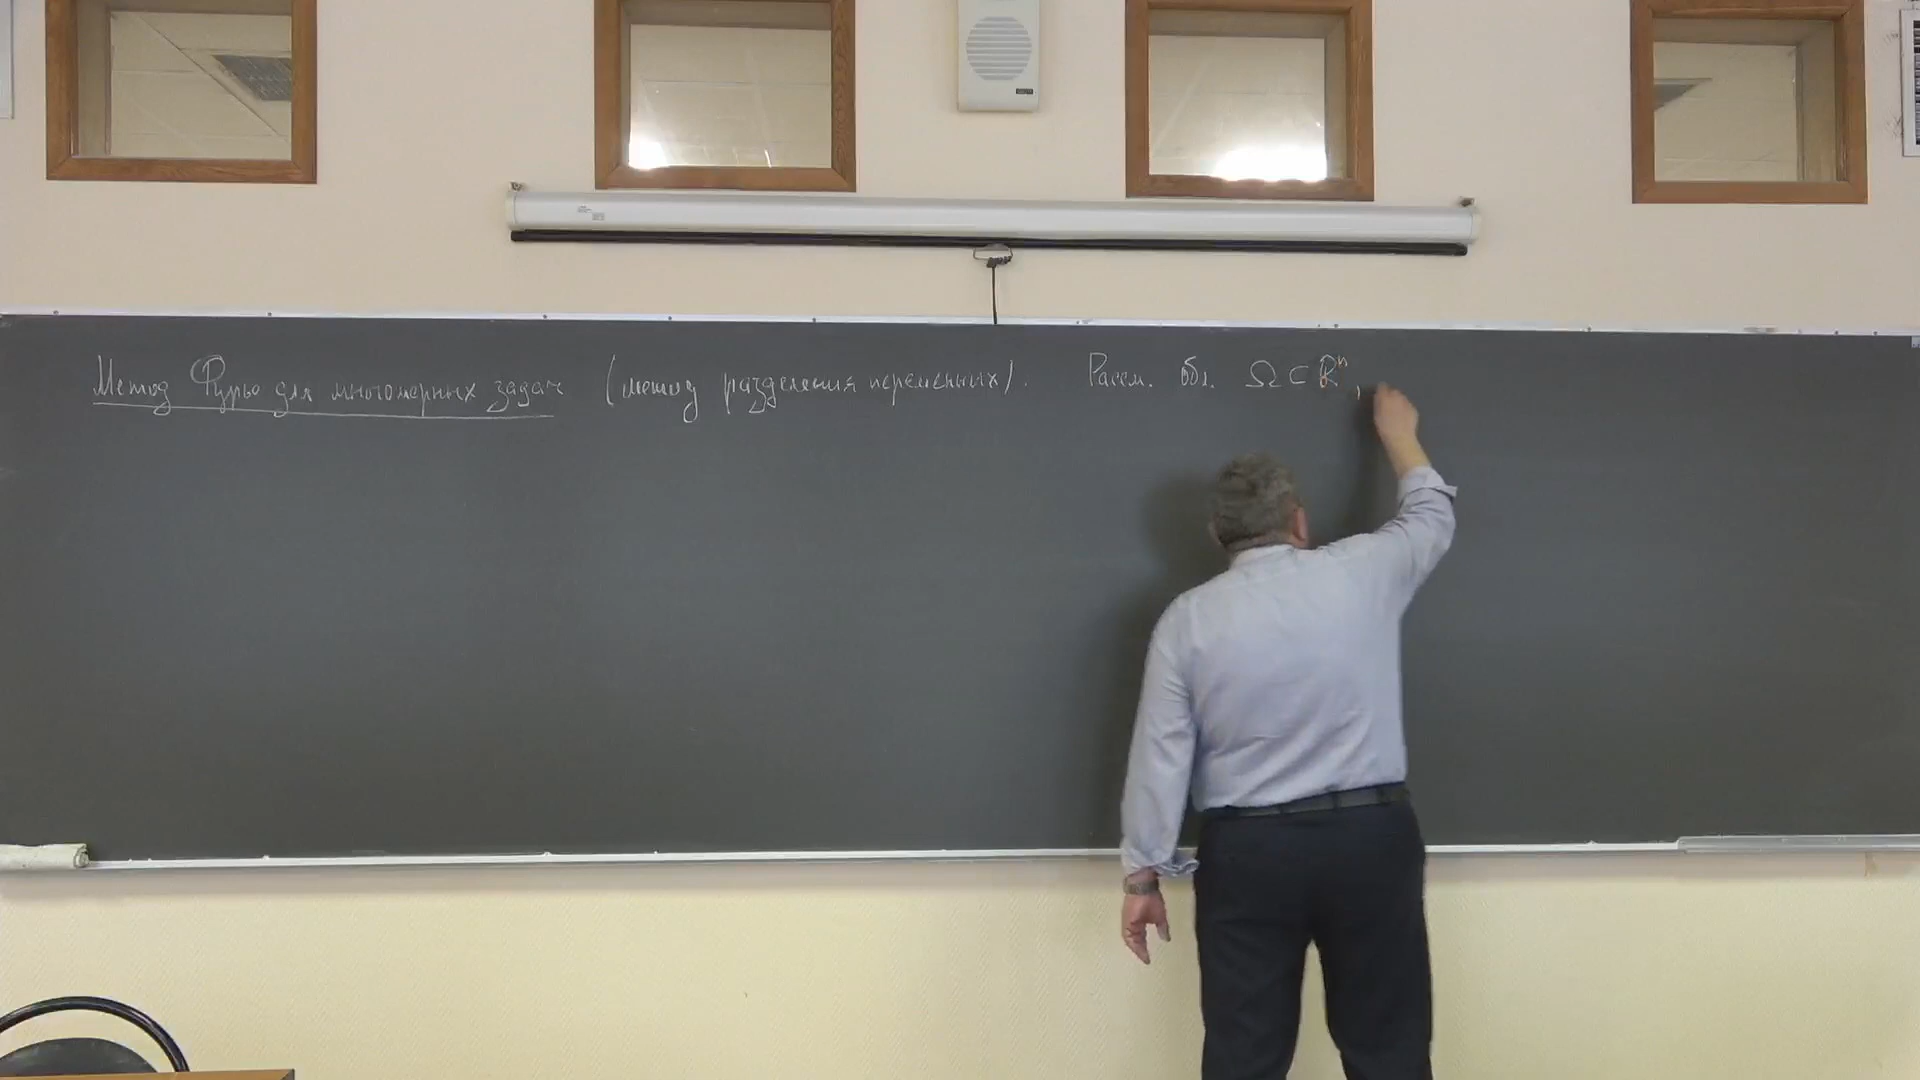 Метод Фурье для многомерных задач (метод разделения переменных). Рассм. обл. Ω ⊂ ℝⁿ,